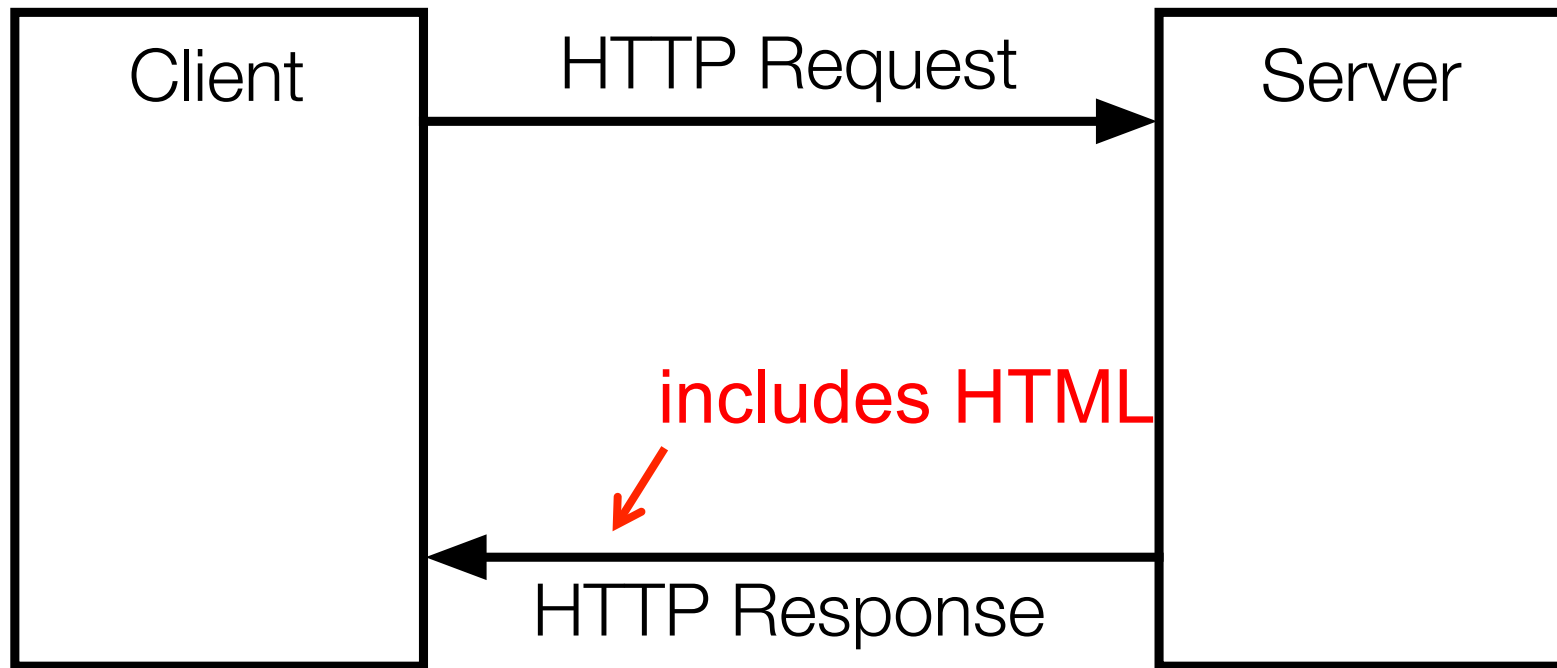 Client
HTTP Request
Server
includes HTML
HTTP Response